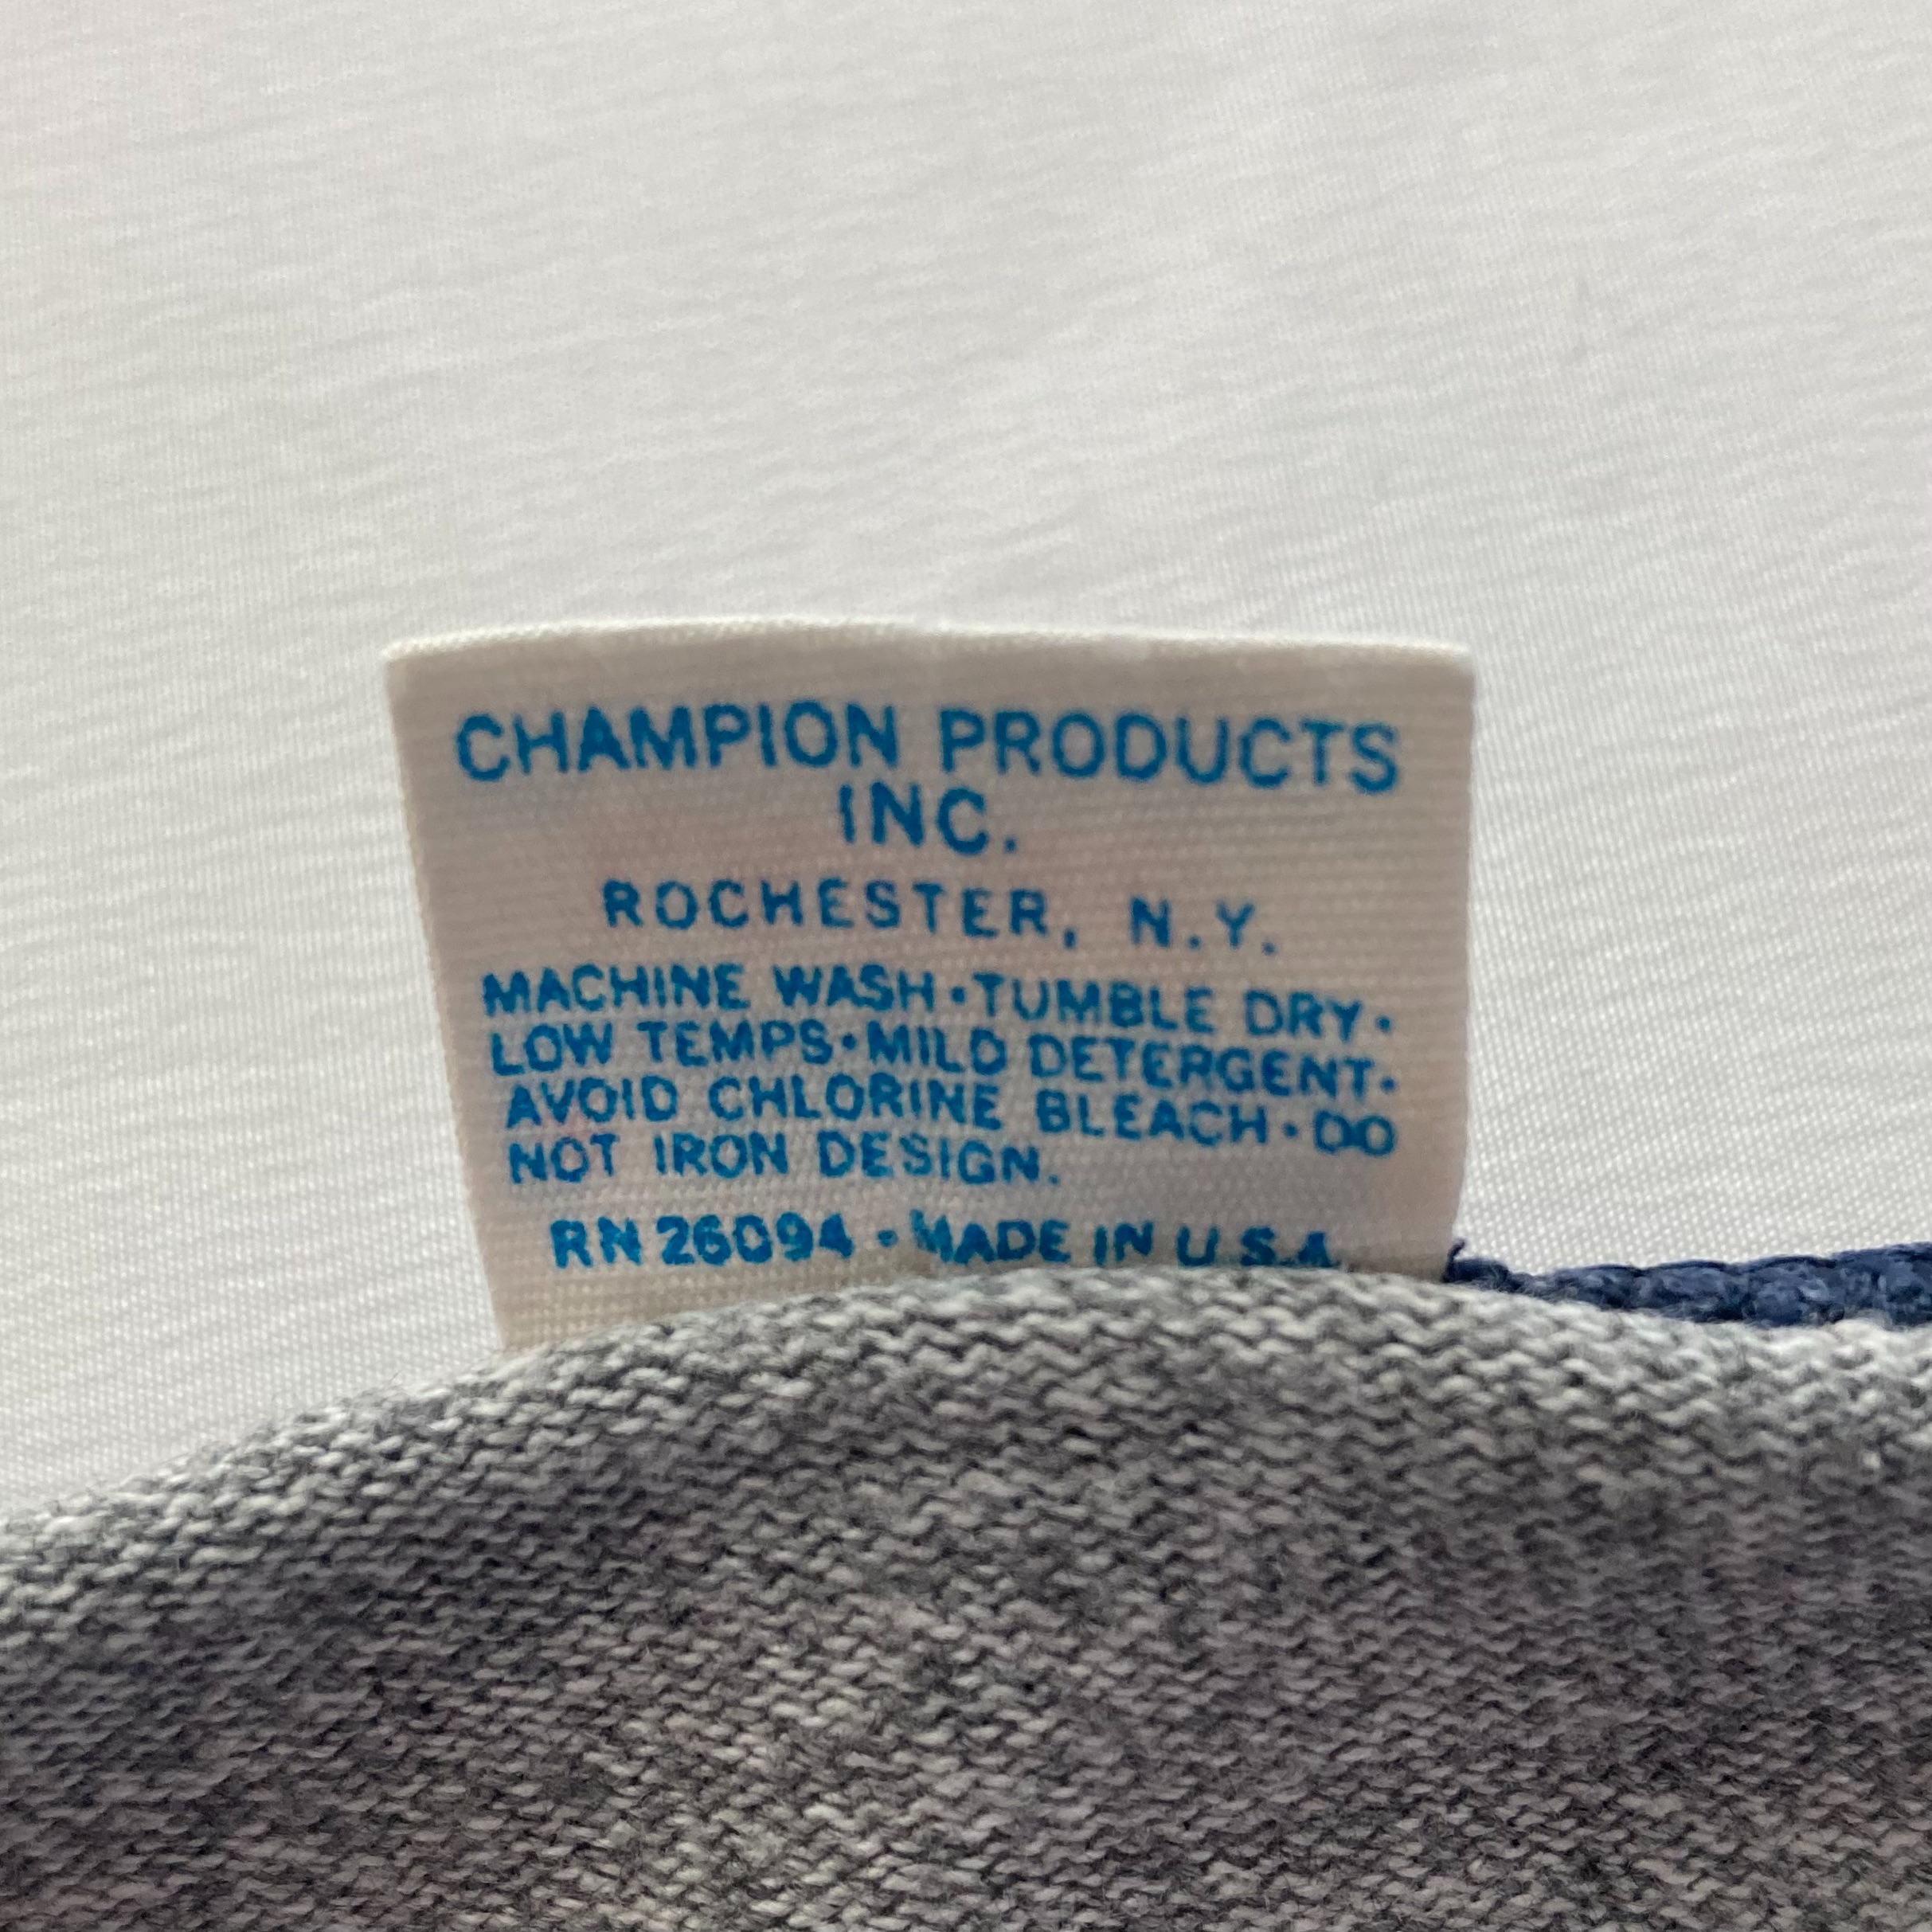 CHAMPION PRODUCTS
INC.
ROCHESTER, N.Y.
MACHINE WASH•TUMBLE DRY•
LOW TEMPS•MILD DETERGENT•
AVOID CHLORINE BLEACH•DO
NOT IRON DESIGN.
RN 26094 • MADE IN U.S.A.